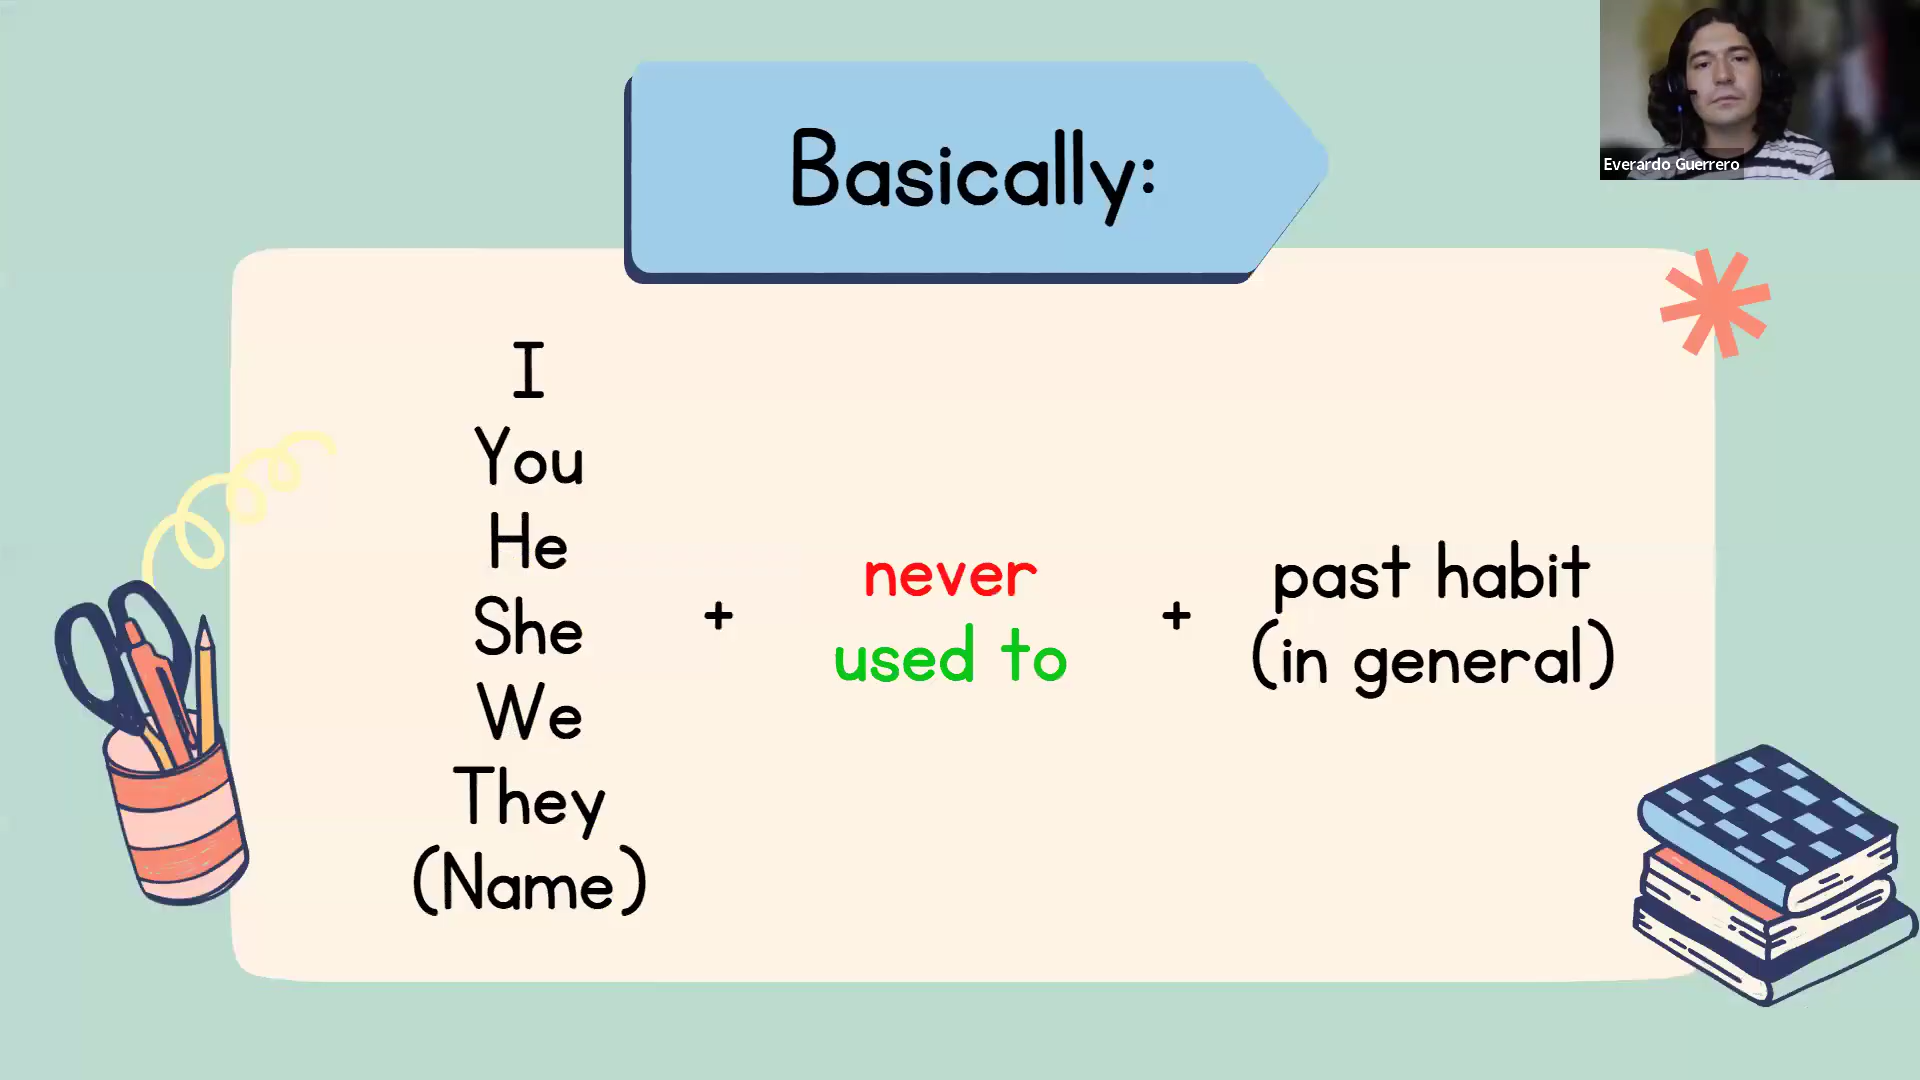 Basically:
Everardo Guerrero
I
You
He
She
We
They
(Name)
+
never
used to
+
past habit
(in general)